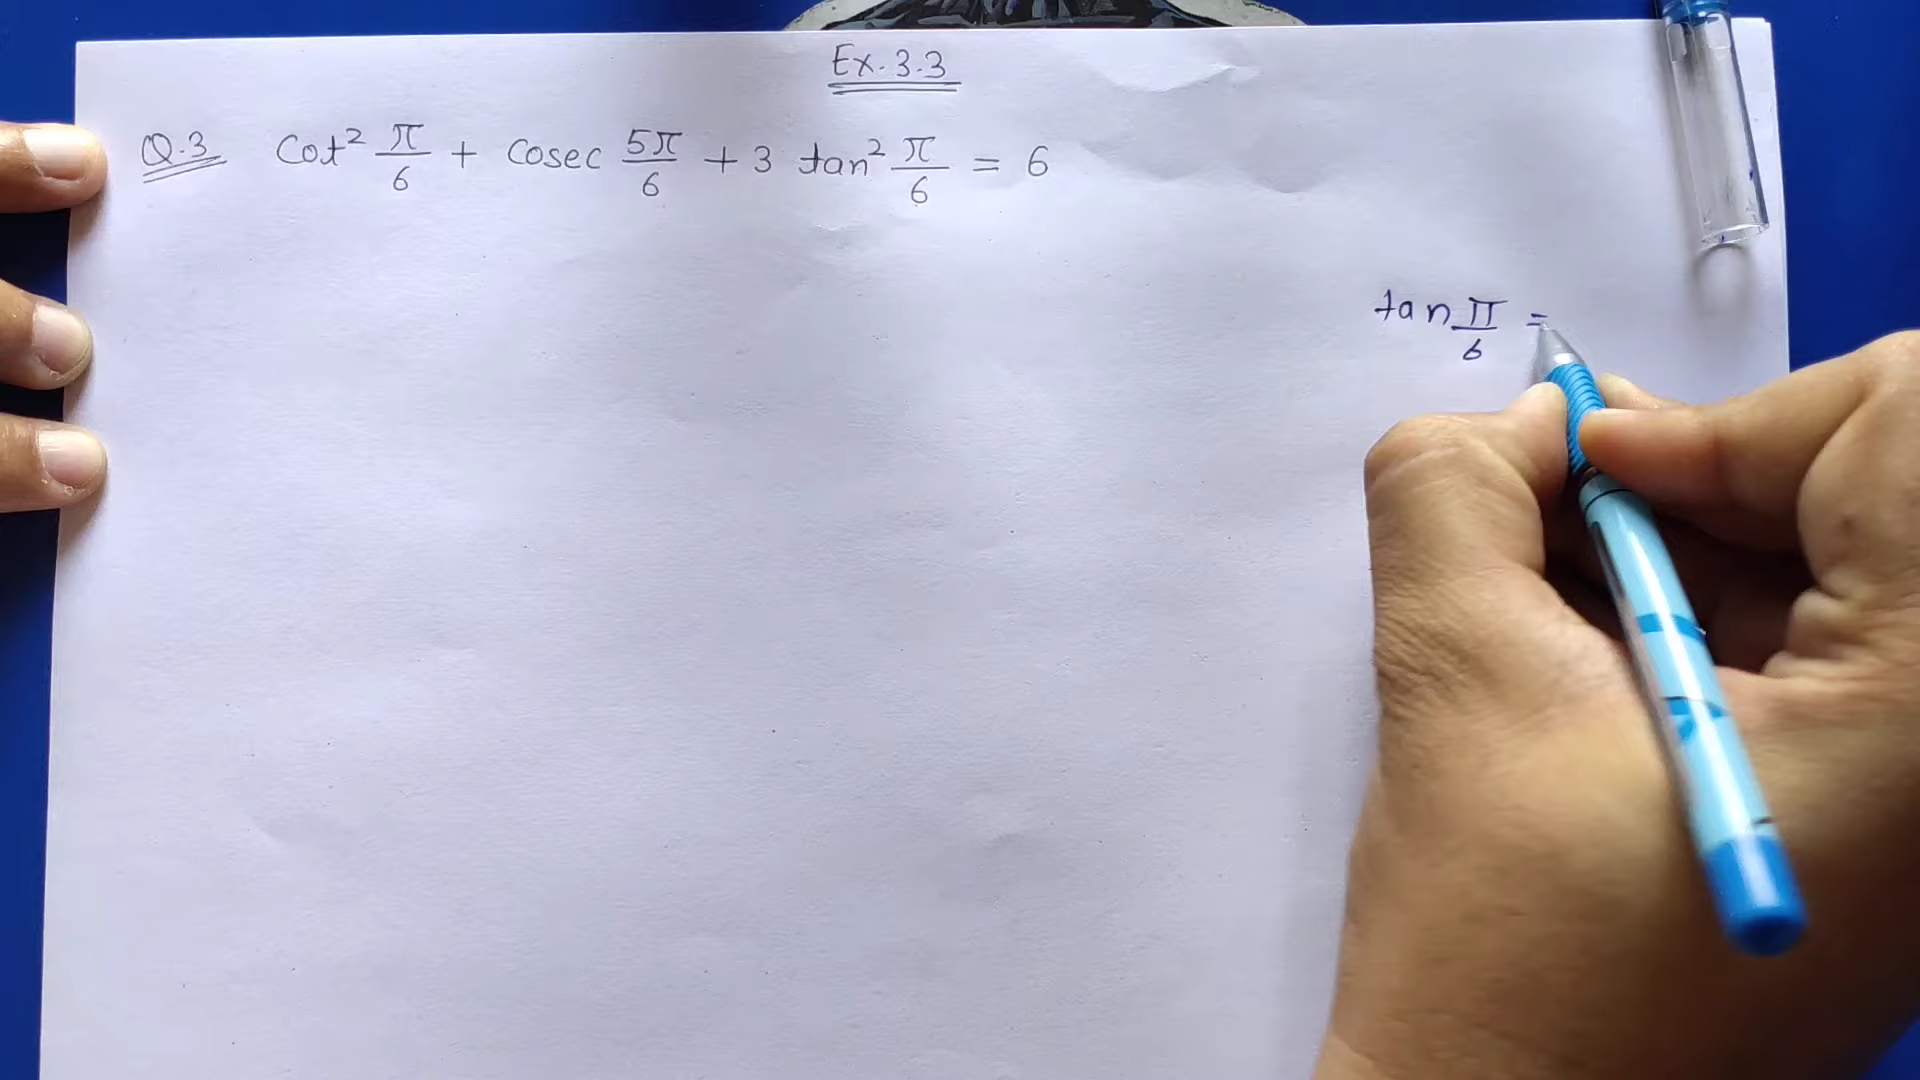 Ex. 3.3
Q.3 Cot² π/6 + Cosec 5π/6 + 3 tan² π/6 = 6
tan π/6 =